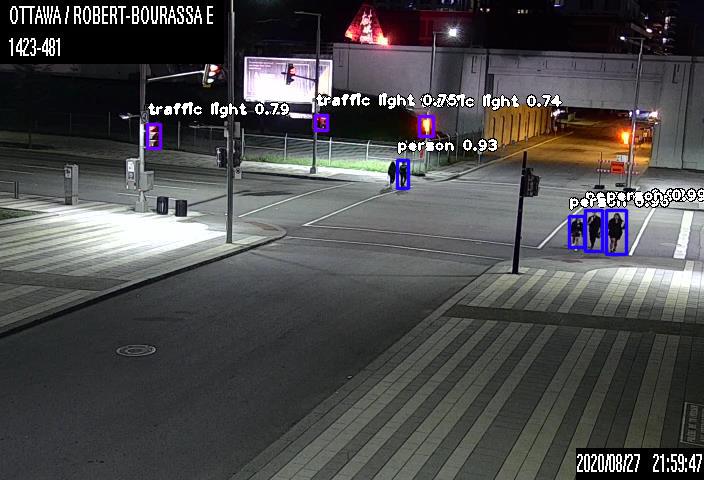 OTTAWA / ROBERT-BOURASSA E
1423-481
traffic light 0.79
traffic light 0.75
light 0.74
person 0.93
2020/08/27 21:59:47